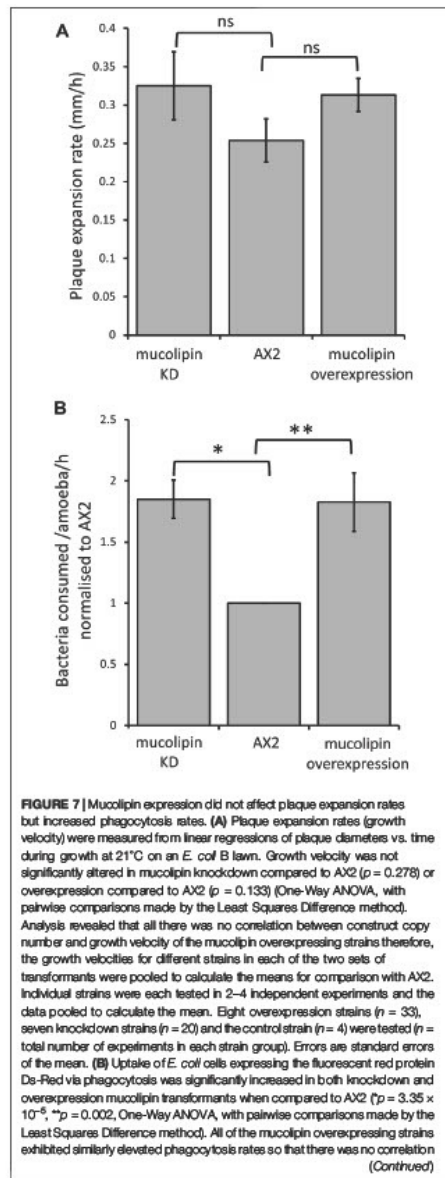 A
ns
ns
0.4
0.35
0.3
0.25
0.2
0.15
0.1
0.05
0
Plaque expansion rate (mm/h)
mucolipin
KD
AX2
mucolipin
overexpression
B
*
**
2.5
2
1.5
1
0.5
0
Bacteria consumed /amoeba/h
normalised to AX2
mucolipin
KD
AX2
mucolipin
overexpression
FIGURE 7 | Mucolipin expression did not affect plaque expansion rates
but increased phagocytosis rates. (A) Plaque expansion rates (growth
velocity) were measured from linear regressions of plaque diameters vs. time
during growth at 21°C on an E. coli B lawn. Growth velocity was not
significantly altered in mucolipin knockdown compared to AX2 (p = 0.278) or
overexpression compared to AX2 (p = 0.133) (One-Way ANOVA, with
pairwise comparisons made by the Least Squares Difference method).
Analysis revealed that all there was no correlation between construct copy
number and growth velocity of the mucolipin overexpressing strains therefore,
the growth velocities for different strains in each of the two sets of
transformants were pooled to calculate the means for comparison with AX2.
Individual strains were each tested in 2–4 independent experiments and the
data pooled to calculate the mean. Eight overexpression strains (n = 33),
seven knockdown strains (n = 20) and the control strain (n = 4) were tested (n =
total number of experiments in each strain group). Errors are standard errors
of the mean. (B) Uptake of E. coli cells expressing the fluorescent red protein
Ds-Red via phagocytosis was significantly increased in both knockdown and
overexpression mucolipin transformants when compared to AX2 (*p = 3.35 ×
**p = 0.002, One-Way ANOVA, with pairwise comparisons made by the
Least Squares Difference method). All of the mucolipin overexpressing strains
exhibited similarly elevated phagocytosis rates so that there was no correlation
(Continued)